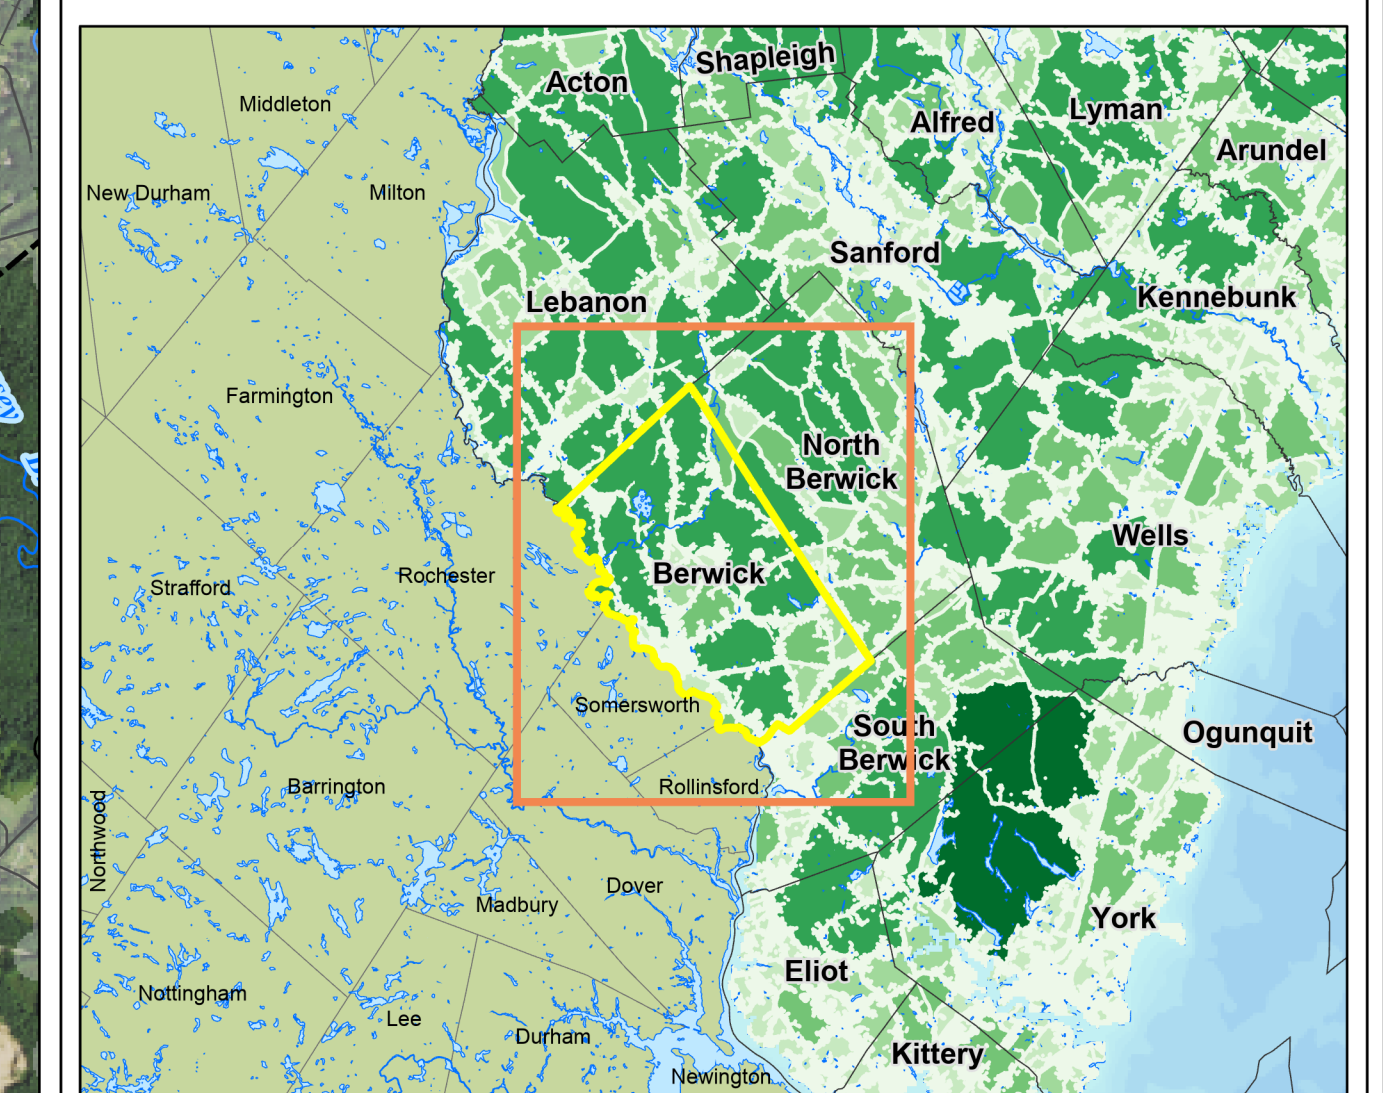 Shapleigh
Acton
Middleton
Lyman
Alfred
Arundel
New Durham
Milton
Sanford
Kennebunk
Lebanon
Farmington
North
Berwick
Wells
Berwick
Rochester
Strafford
Somersworth
South
Berwick
Ogunquit
Barrington
Rollinsford
Northwood
Dover
Madbury
York
Eliot
Nottingham
Lee
Durham
Kittery
Newington